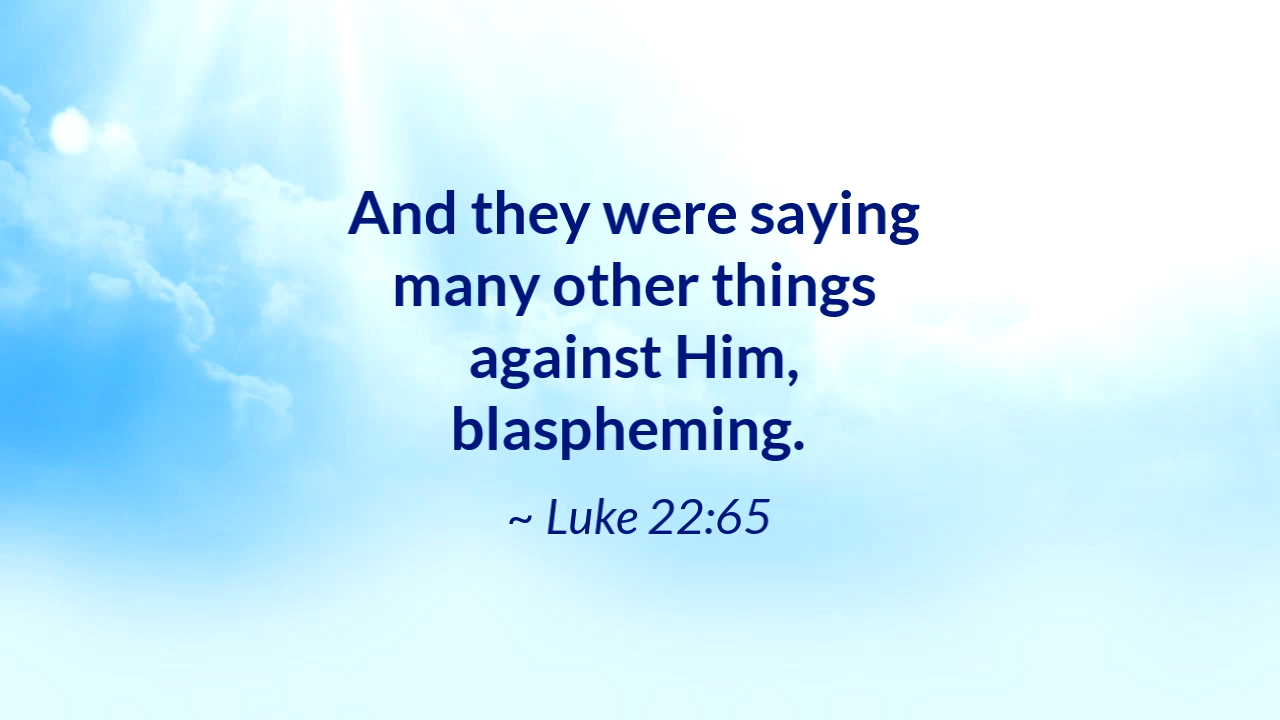 And they were saying
many other things
against Him,
blaspheming.
~ Luke 22:65